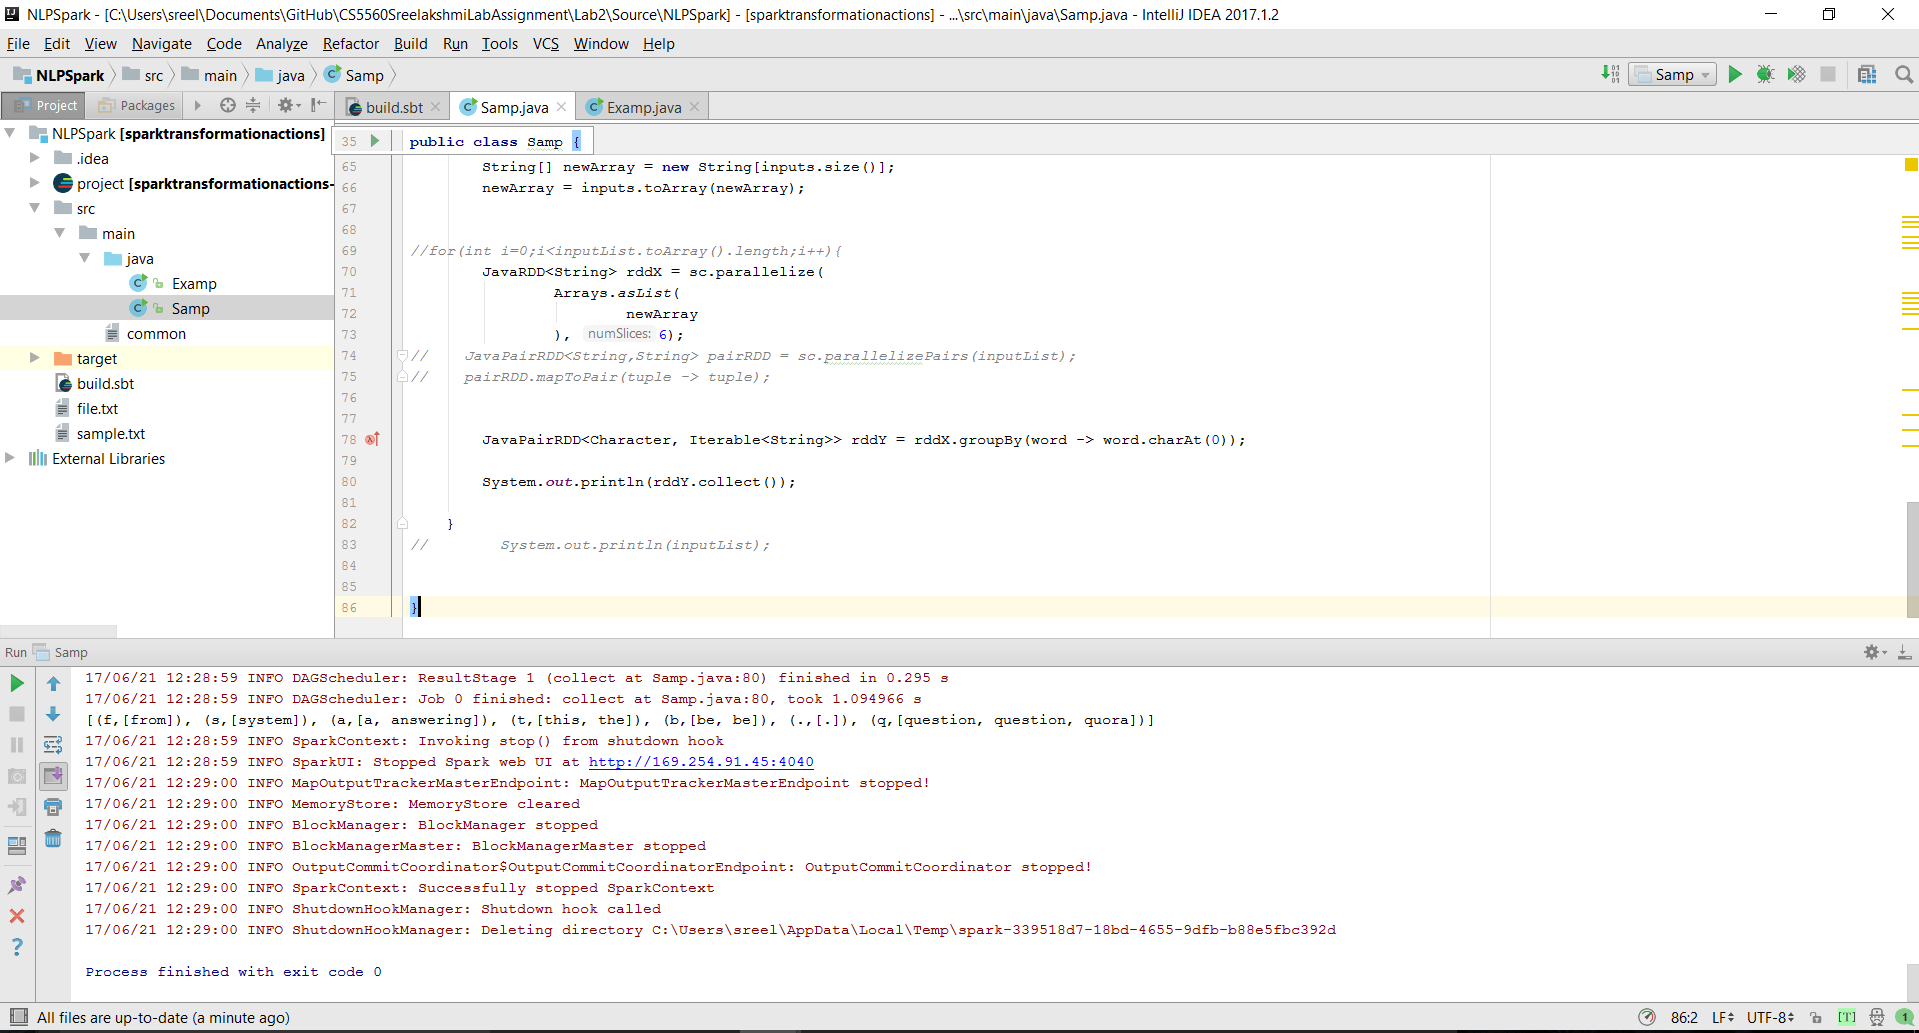 NLPSpark - [C:\Users\sreel\Documents\GitHub\CS5560SreelakshmiLabAssignment\Lab2\Source\NLPSpark] - [sparktransformationactions] - ...\src\main\java\Samp.java - IntelliJ IDEA 2017.1.2
File Edit View Navigate Code Analyze Refactor Build Run Tools VCS Window Help
NLPSpark src main java Samp
Samp
Project Packages
build.sbt Samp.java Examp.java
NLPSpark [sparktransformationactions]
.idea
project [sparktransformationactions-
src
main
java
Examp
Samp
common
target
build.sbt
file.txt
sample.txt
External Libraries
35 public class Samp {
65 String[] newArray = new String[inputs.size()];
66 newArray = inputs.toArray(newArray);
67
68
69 //for(int i=0;i<inputList.toArray().length;i++){
70 JavaRDD<String> rddX = sc.parallelize(
71 Arrays.asList(
72 newArray
73 ), numSlices: 6);
74 // JavaPairRDD<String,String> pairRDD = sc.parallelizePairs(inputList);
75 // pairRDD.mapToPair(tuple -> tuple);
76
77
78 JavaPairRDD<Character, Iterable<String>> rddY = rddX.groupBy(word -> word.charAt(0));
79
80 System.out.println(rddY.collect());
81
82 }
83 // System.out.println(inputList);
84
85
86 }
Run Samp
17/06/21 12:28:59 INFO DAGScheduler: ResultStage 1 (collect at Samp.java:80) finished in 0.295 s
17/06/21 12:28:59 INFO DAGScheduler: Job 0 finished: collect at Samp.java:80, took 1.094966 s
[(f,[from]), (s,[system]), (a,[a, answering]), (t,[this, the]), (b,[be, be]), (.,[.]), (q,[question, question, quora])]
17/06/21 12:28:59 INFO SparkContext: Invoking stop() from shutdown hook
17/06/21 12:28:59 INFO SparkUI: Stopped Spark web UI at http://169.254.91.45:4040
17/06/21 12:29:00 INFO MapOutputTrackerMasterEndpoint: MapOutputTrackerMasterEndpoint stopped!
17/06/21 12:29:00 INFO MemoryStore: MemoryStore cleared
17/06/21 12:29:00 INFO BlockManager: BlockManager stopped
17/06/21 12:29:00 INFO BlockManagerMaster: BlockManagerMaster stopped
17/06/21 12:29:00 INFO OutputCommitCoordinator$OutputCommitCoordinatorEndpoint: OutputCommitCoordinator stopped!
17/06/21 12:29:00 INFO SparkContext: Successfully stopped SparkContext
17/06/21 12:29:00 INFO ShutdownHookManager: Shutdown hook called
17/06/21 12:29:00 INFO ShutdownHookManager: Deleting directory C:\Users\sreel\AppData\Local\Temp\spark-339518d7-18bd-4655-9dfb-b88e5fbc392d
Process finished with exit code 0
All files are up-to-date (a minute ago)
86:2 LF UTF-8 [T] 1